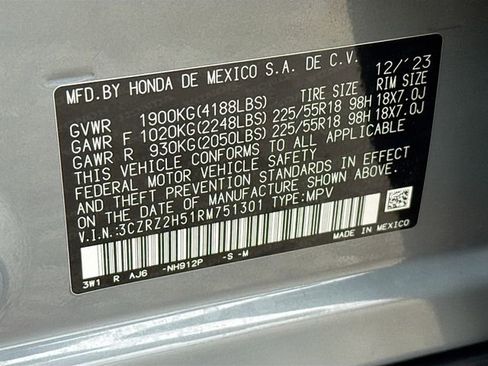 MFD.BY HONDA DE MEXICO S.A. DE C.V. 12/'23
TIRE SIZE RIM SIZE
GVWR 1900KG(4188LBS)
GAWR F 1020KG(2248LBS) 225/55R18 98H 18X7.0J
GAWR R 930KG(2050LBS) 225/55R18 98H 18X7.0J
THIS VEHICLE CONFORMS TO ALL APPLICABLE
FEDERAL MOTOR VEHICLE SAFETY
STANDARDS IN EFFECT ON THE
DATE OF MANUFACTURE SHOWN ABOVE.
V.I.N.:3CZRZ2H51RM751301 TYPE:MPV
3W1 R AJ6 -NH912P -S -M MADE IN MEXICO